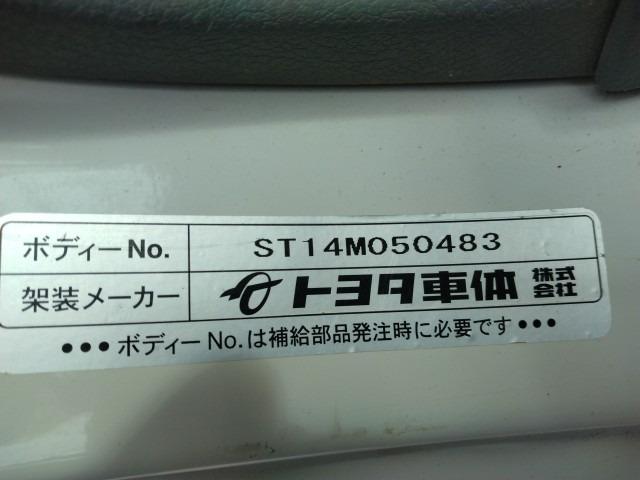 ボディーNo. ST14M050483
架装メーカー トヨタ車体 株式会社
•••ボディーNo.は補給部品発注時に必要です•••